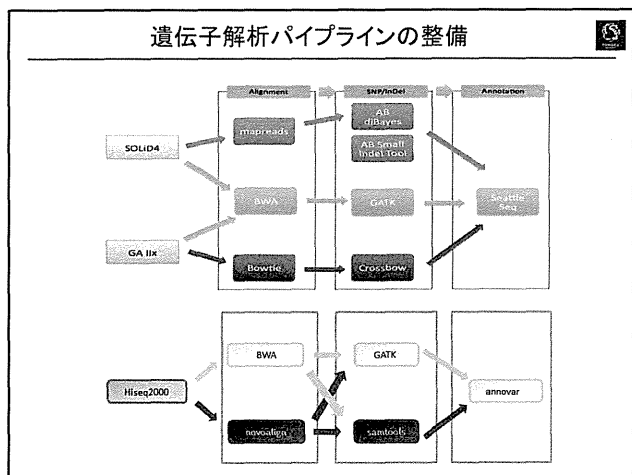 遺伝子解析パイプラインの整備
Alignment
SNP/InDel
Annotation
SOLiD4
GA IIx
mapreads
BWA
Bowtie
AB
diBayes
AB Small
Indel Tool
GATK
Crossbow
Seattle
Seq
Hiseq2000
BWA
novoalign
GATK
samtools
annovar